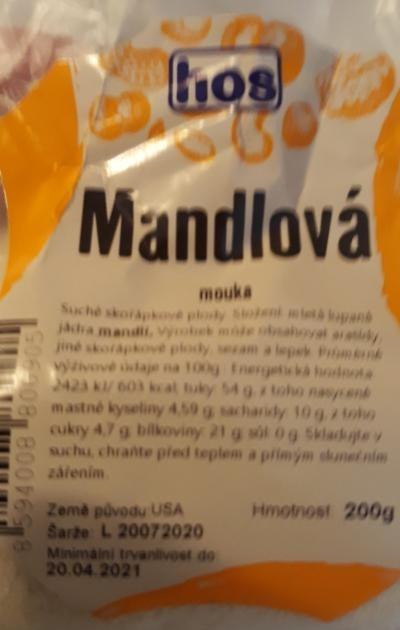 hos
Mandlová
mouka
Suché skořápkové plody. Složení: mletá loupaná
jádra mandlí. Výrobek může obsahovat arašídy,
jiné skořápkové plody, sezam a lepek. Průměrné
výživové údaje na 100g: Energetická hodnota
2423 kJ/ 603 kcal, tuky: 54 g, z toho nasycené
mastné kyseliny 4,59 g, sacharidy: 10 g, z toho
cukry 4,7 g, bílkoviny: 21 g, sůl: 0 g. Skladujte v
suchu, chraňte před teplem a přímým slunečním
zářením.
Země původu:USA Hmotnost: 200g
Šarže: L 20072020
Minimální trvanlivost do:
20.04.2021